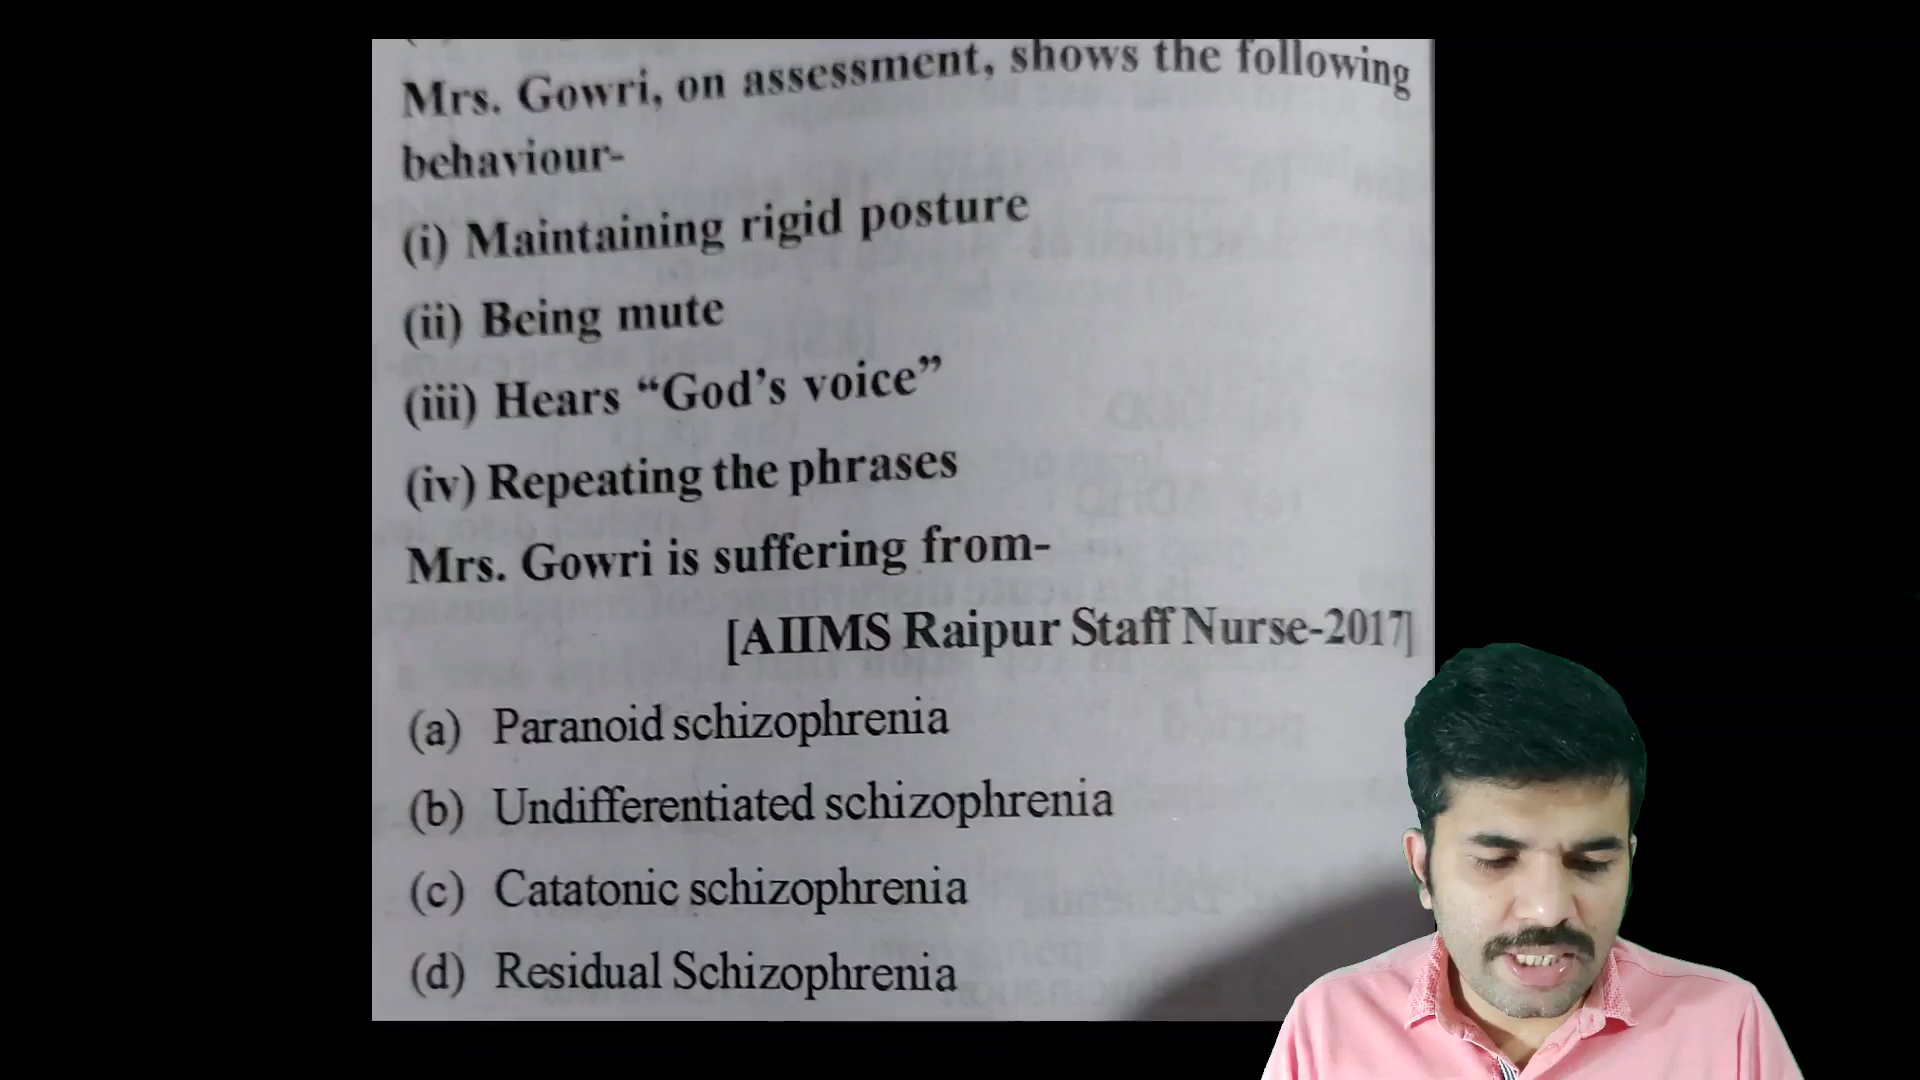 Mrs. Gowri, on assessment, shows the following
behaviour-
(i) Maintaining rigid posture
(ii) Being mute
(iii) Hears “God’s voice”
(iv) Repeating the phrases
Mrs. Gowri is suffering from-
[AIIMS Raipur Staff Nurse-2017]
(a) Paranoid schizophrenia
(b) Undifferentiated schizophrenia
(c) Catatonic schizophrenia
(d) Residual Schizophrenia